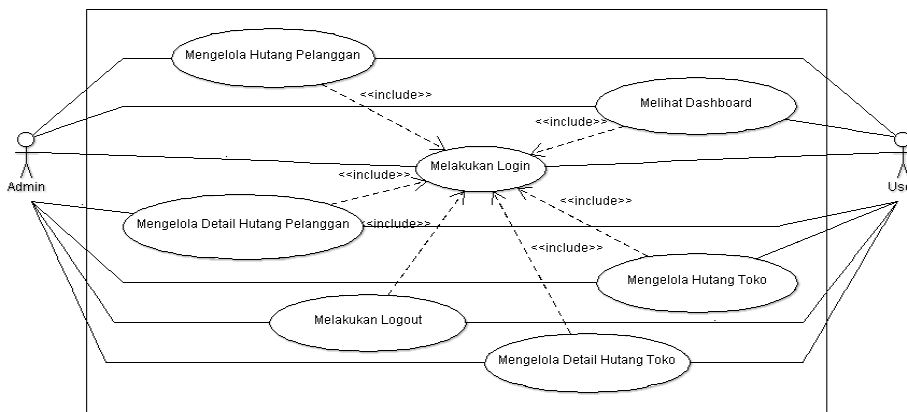 Mengelola Hutang Pelanggan
<<include>>
Melihat Dashboard
<<include>>
Melakukan Login
Admin
<<include>>
Use
<<include>>
Mengelola Detail Hutang Pelanggan
<<include>>
<<include>>
Mengelola Hutang Toko
Melakukan Logout
Mengelola Detail Hutang Toko